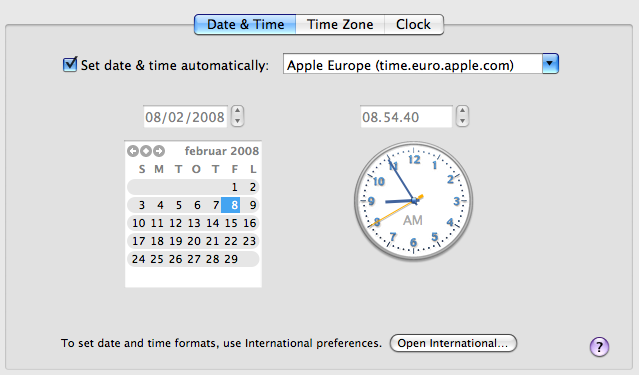 Date & Time Time Zone Clock
Set date & time automatically: Apple Europe (time.euro.apple.com)
08/02/2008 08.54.40
februar 2008
S M T O T F L
1 2
3 4 5 6 7 8 9
10 11 12 13 14 15 16
17 18 19 20 21 22 23
24 25 26 27 28 29
12
11 1
10 2
9 3
AM
8 4
7 5
6
To set date and time formats, use International preferences. Open International... ?